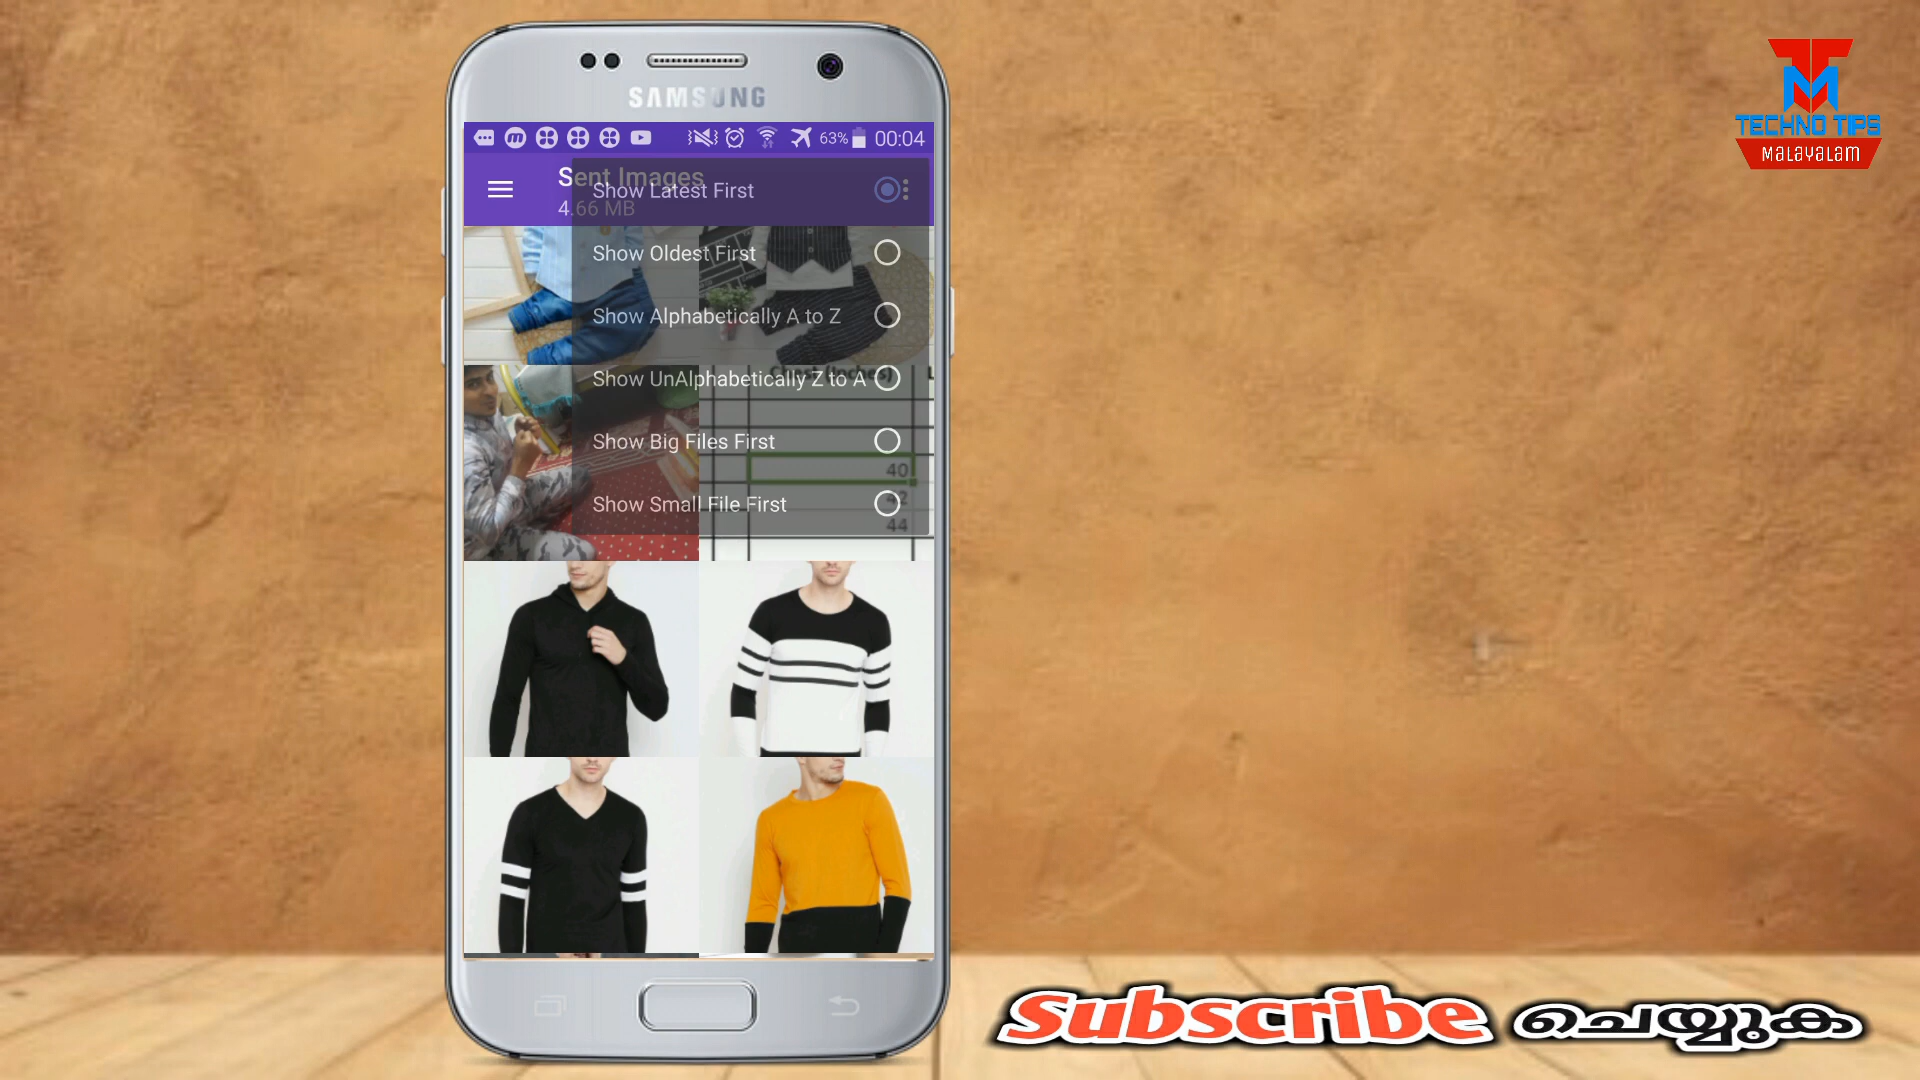 SAMSUNG
63% 00:04
Sent Images
4.66 MB
Show Latest First
Show Oldest First
Show Alphabetically A to Z
Show UnAlphabetically Z to A
Show Big Files First
Show Small File First
40
42
44
TECHNO TIPS
MALAYALAM
Subscribe ചെയ്യുക